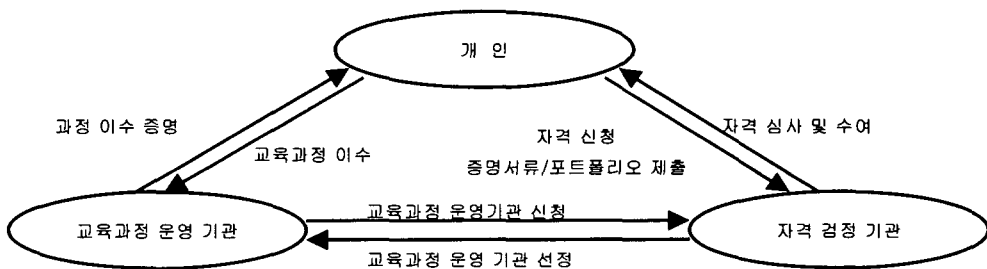 개 인
과정 이수 증명
교육과정 이수
자격 신청
증명서류/포트폴리오 제출
자격 심사 및 수여
교육과정 운영 기관
교육과정 운영기관 신청
교육과정 운영 기관 선정
자격 검정 기관